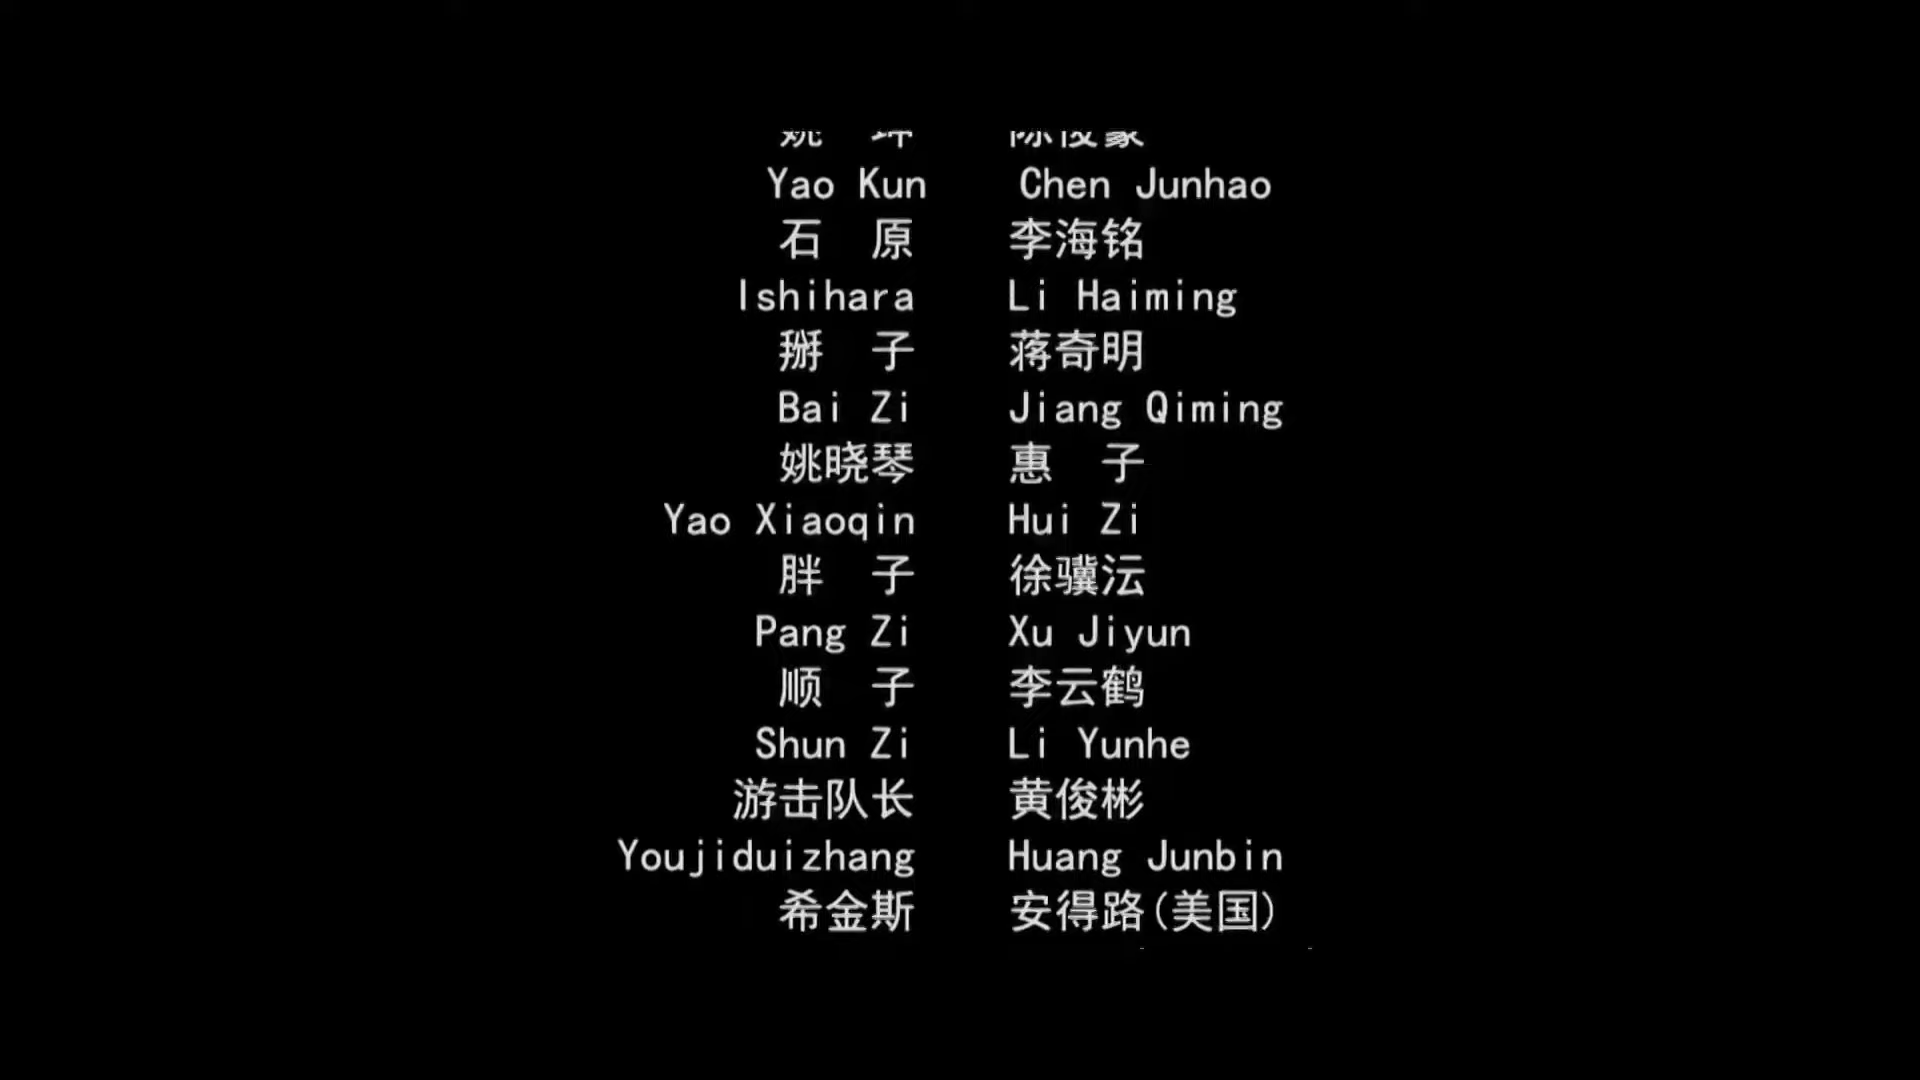 Yao Kun Chen Junhao
石 原 李海铭
Ishihara Li Haiming
掰 子 蒋奇明
Bai Zi Jiang Qiming
姚晓琴 惠 子
Yao Xiaoqin Hui Zi
胖 子 徐骥沄
Pang Zi Xu Jiyun
顺 子 李云鹤
Shun Zi Li Yunhe
游击队长 黄俊彬
Youjiduizhang Huang Junbin
希金斯 安得路(美国)